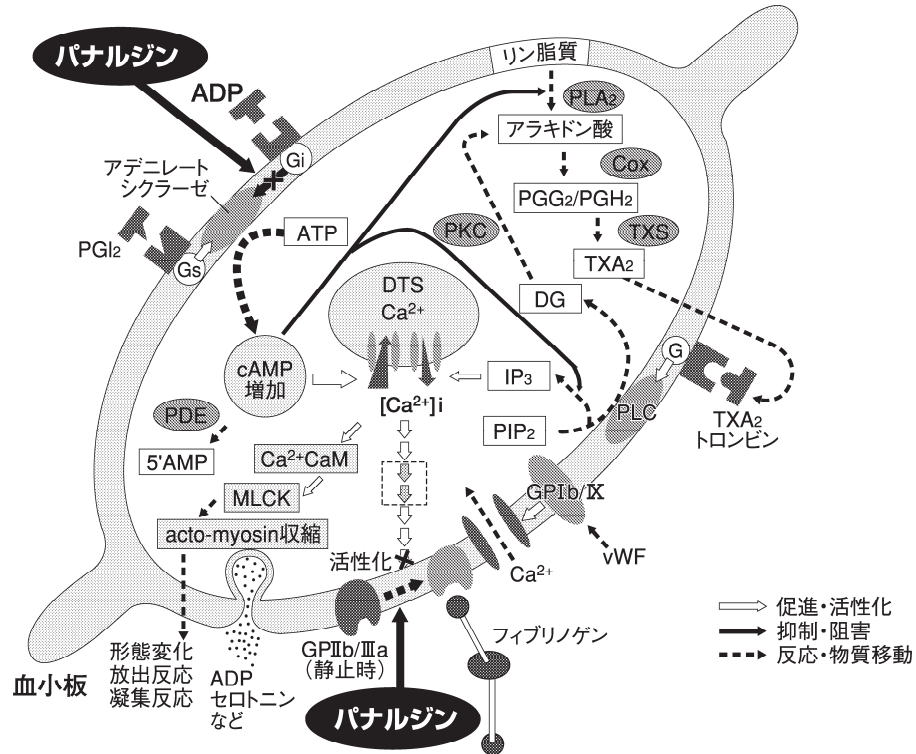 パナルジン
ADP
Gi
アデニレート
シクラーゼ
PGI2
Gs
ATP
リン脂質
PLA2
アラキドン酸
Cox
PGG2/PGH2
TXS
TXA2
PKC
DG
DTS
Ca2+
cAMP
増加
[Ca2+]i
IP3
PIP2
PLC
G
TXA2
トロンビン
PDE
5'AMP
Ca2+CaM
MLCK
acto-myosin収縮
GPⅠb/Ⅸ
vWF
Ca2+
活性化
GPⅡb/Ⅲa
(静止時)
フィブリノゲン
形態変化
放出反応
凝集反応
ADP
セロトニン
など
血小板
パナルジン
促進・活性化
抑制・阻害
反応・物質移動